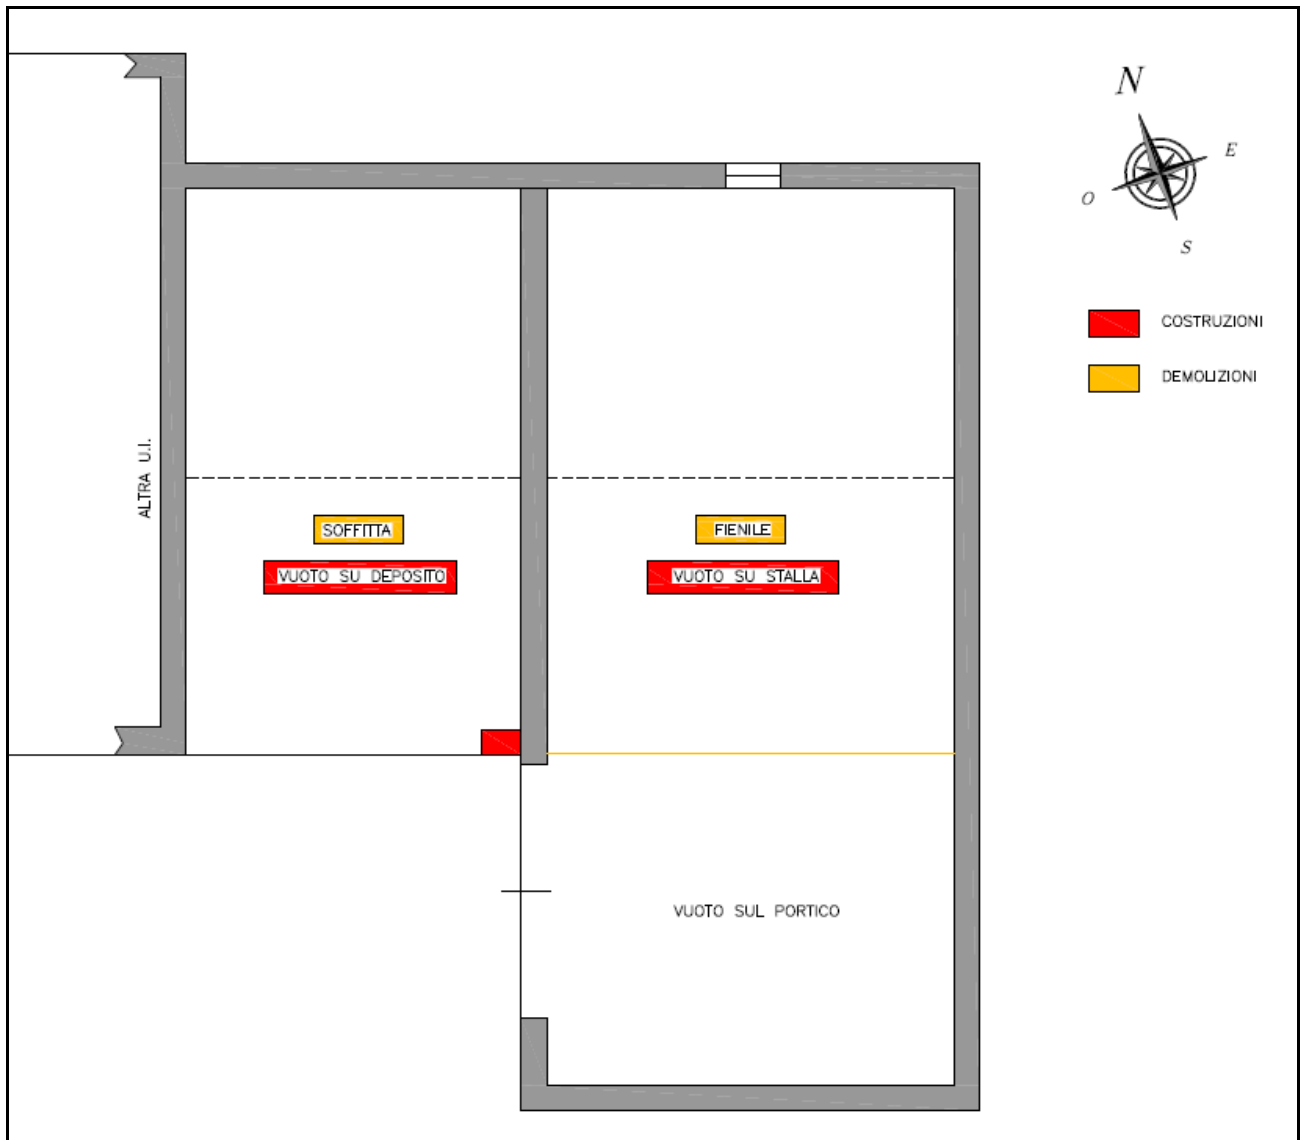 N
E
O
S
COSTRUZIONI
DEMOLIZIONI
ALTRA U.I.
SOFFITTA
FIENILE
VUOTO SU DEPOSITO
VUOTO SU STALLA
VUOTO SUL PORTICO